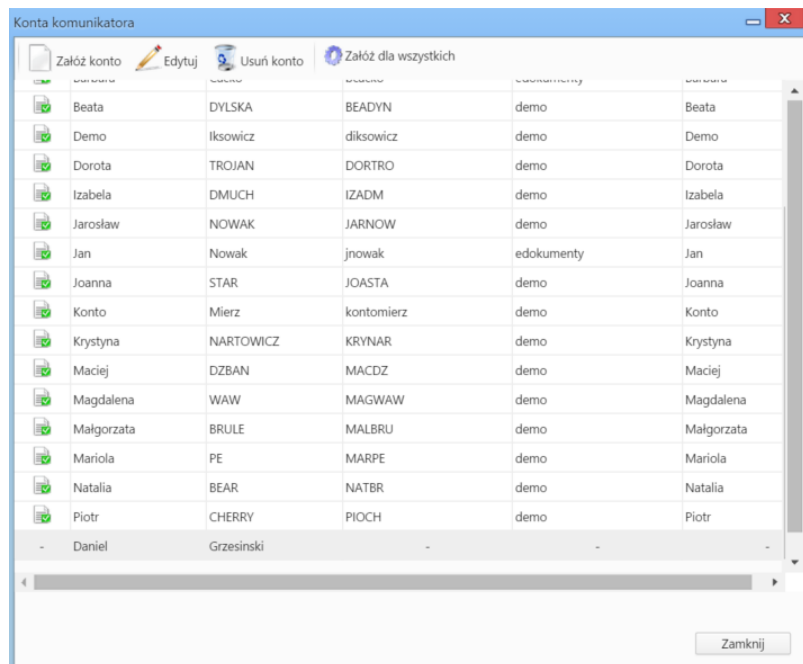 Konta komunikatora
Załóż konto Edytuj Usuń konto Załóż dla wszystkich
Beata DYLSKA BEADYN demo Beata
Demo Iksowicz diksowicz demo Demo
Dorota TROJAN DORTRO demo Dorota
Izabela DMUCH IZADM demo Izabela
Jarosław NOWAK JARNOW demo Jarosław
Jan Nowak jnowak edokumenty Jan
Joanna STAR JOASTA demo Joanna
Konto Mierz kontomierz demo Konto
Krystyna NARTOWICZ KRYNAR demo Krystyna
Maciej DZBAN MACDZ demo Maciej
Magdalena WAW MAGWAW demo Magdalena
Małgorzata BRULE MALBRU demo Małgorzata
Mariola PE MARPE demo Mariola
Natalia BEAR NATBR demo Natalia
Piotr CHERRY PIOCH demo Piotr
- Daniel Grzesinski - - -
Zamknij